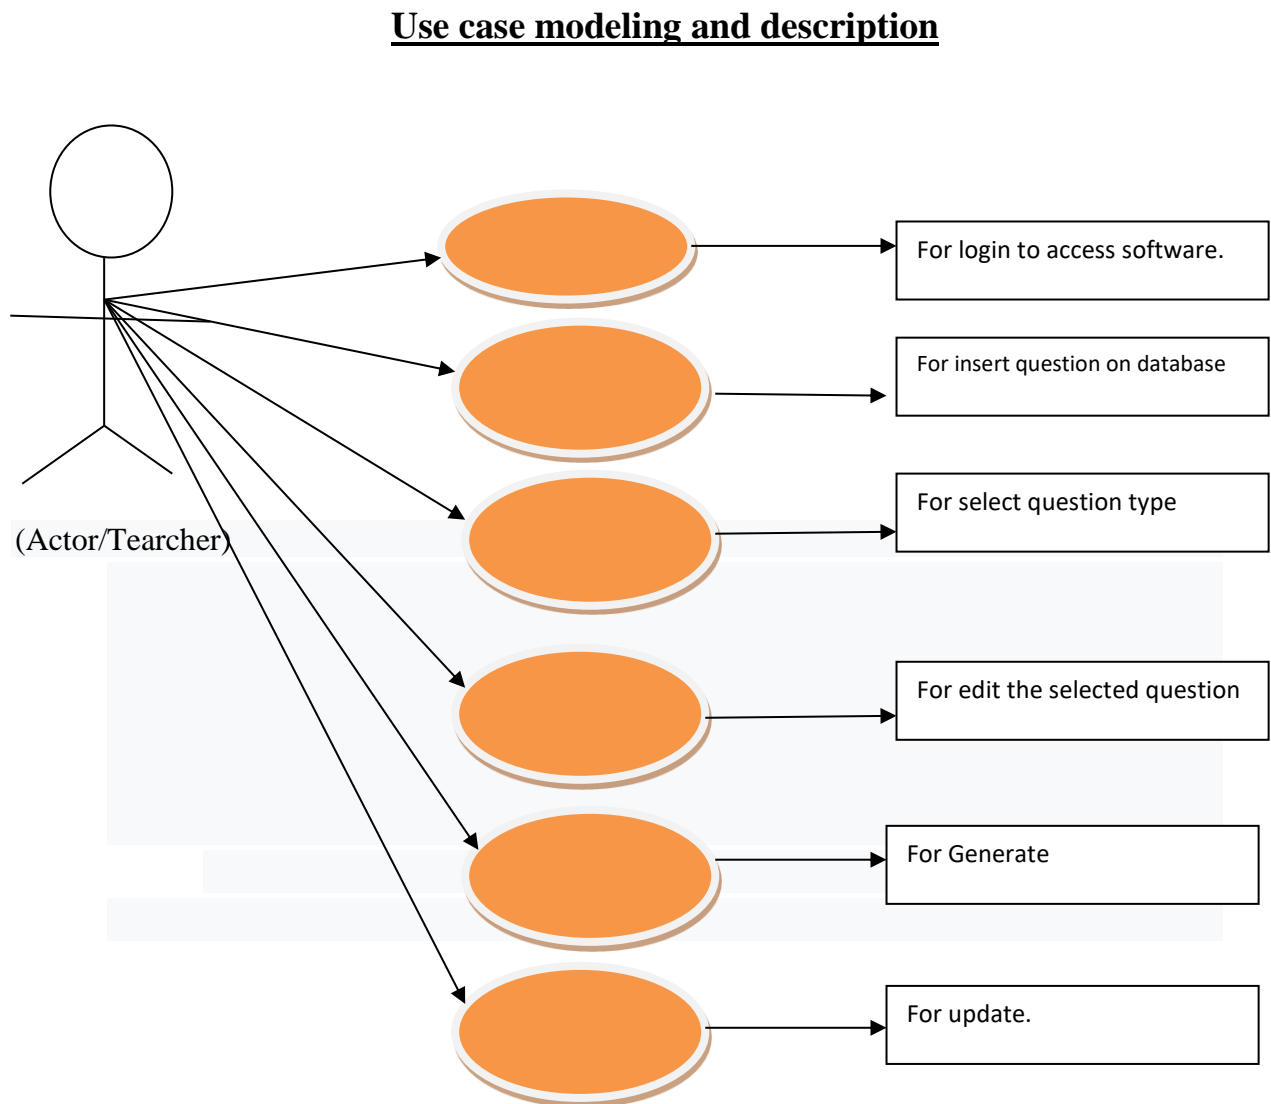 Use case modeling and description
For login to access software.
For insert question on database
For select question type
(Actor/Tearcher)
For edit the selected question
For Generate
For update.